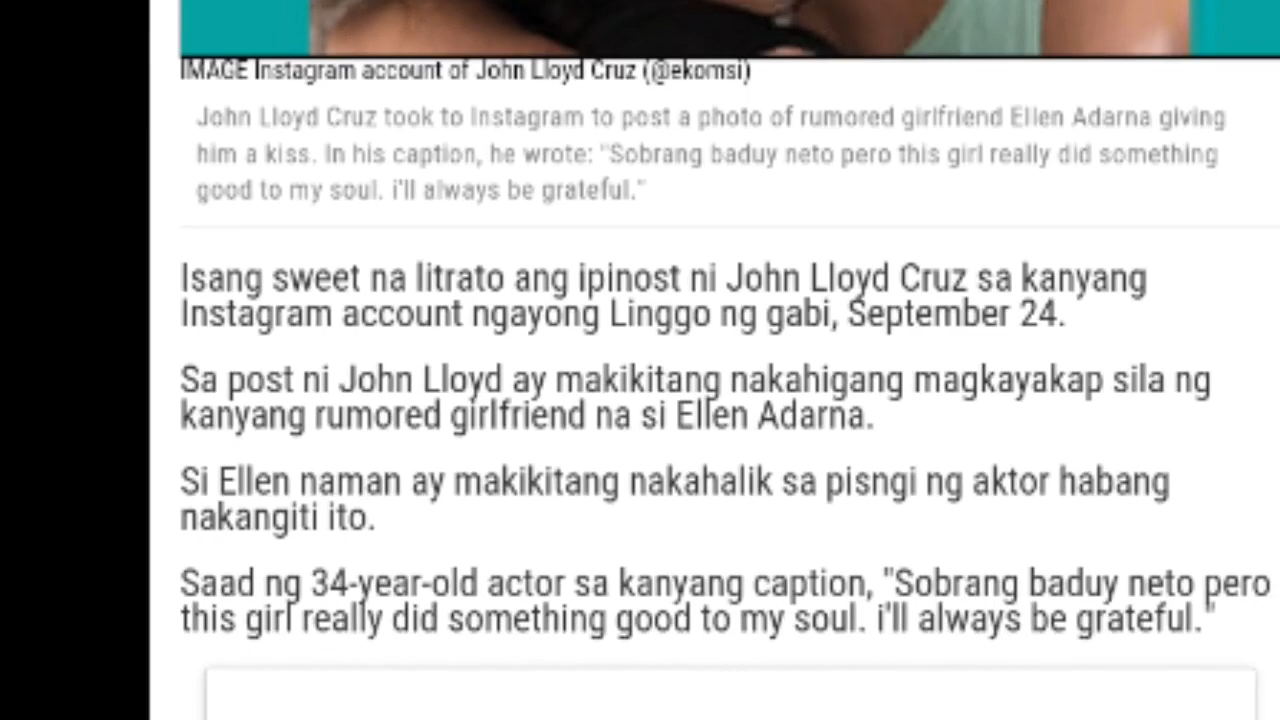 IMAGE Instagram account of John Lloyd Cruz (@ekomsi)
John Lloyd Cruz took to Instagram to post a photo of rumored girlfriend Ellen Adarna giving
him a kiss. In his caption, he wrote: "Sobrang baduy neto pero this girl really did something
good to my soul. i'll always be grateful."
Isang sweet na litrato ang ipinost ni John Lloyd Cruz sa kanyang
Instagram account ngayong Linggo ng gabi, September 24.
Sa post ni John Lloyd ay makikitang nakahigang magkayakap sila ng
kanyang rumored girlfriend na si Ellen Adarna.
Si Ellen naman ay makikitang nakahalik sa pisngi ng aktor habang
nakangiti ito.
Saad ng 34-year-old actor sa kanyang caption, "Sobrang baduy neto pero
this girl really did something good to my soul. i'll always be grateful."